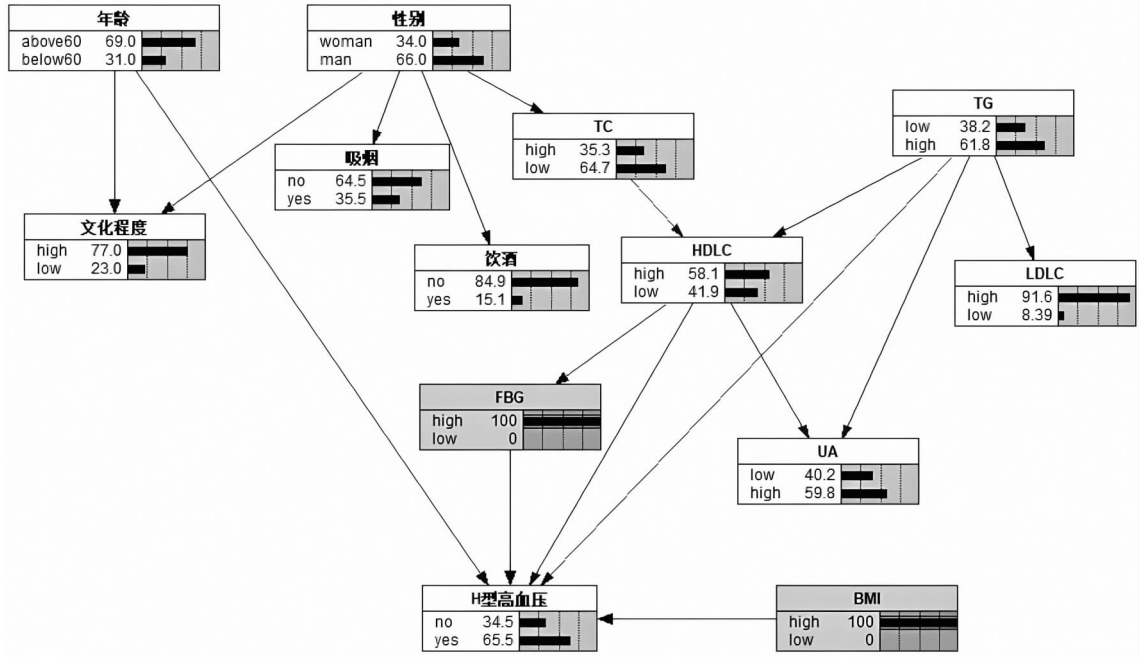 年龄
above60 69.0
below60 31.0
性别
woman 34.0
man 66.0
TG
low 38.2
high 61.8
TC
high 35.3
low 64.7
吸烟
no 64.5
yes 35.5
文化程度
high 77.0
low 23.0
饮酒
no 84.9
yes 15.1
HDLC
high 58.1
low 41.9
LDLC
high 91.6
low 8.39
FBG
high 100
low 0
UA
low 40.2
high 59.8
H型高血压
no 34.5
yes 65.5
BMI
high 100
low 0